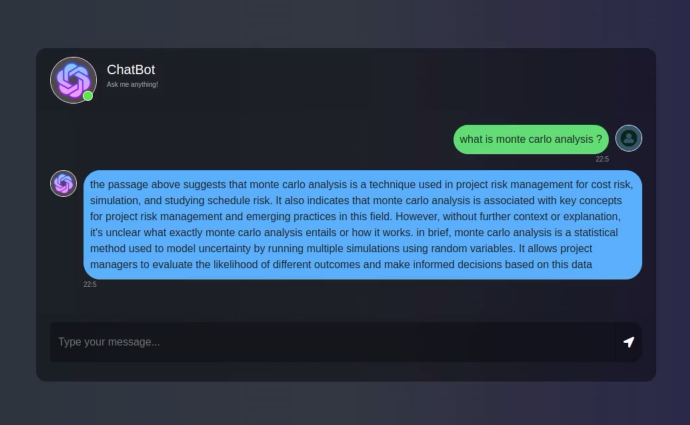 ChatBot
Ask me anything!
what is monte carlo analysis ?
22:5
the passage above suggests that monte carlo analysis is a technique used in project risk management for cost risk,
simulation, and studying schedule risk. It also indicates that monte carlo analysis is associated with key concepts
for project risk management and emerging practices in this field. However, without further context or explanation,
it's unclear what exactly monte carlo analysis entails or how it works. in brief, monte carlo analysis is a statistical
method used to model uncertainty by running multiple simulations using random variables. It allows project
managers to evaluate the likelihood of different outcomes and make informed decisions based on this data
22:5
Type your message...